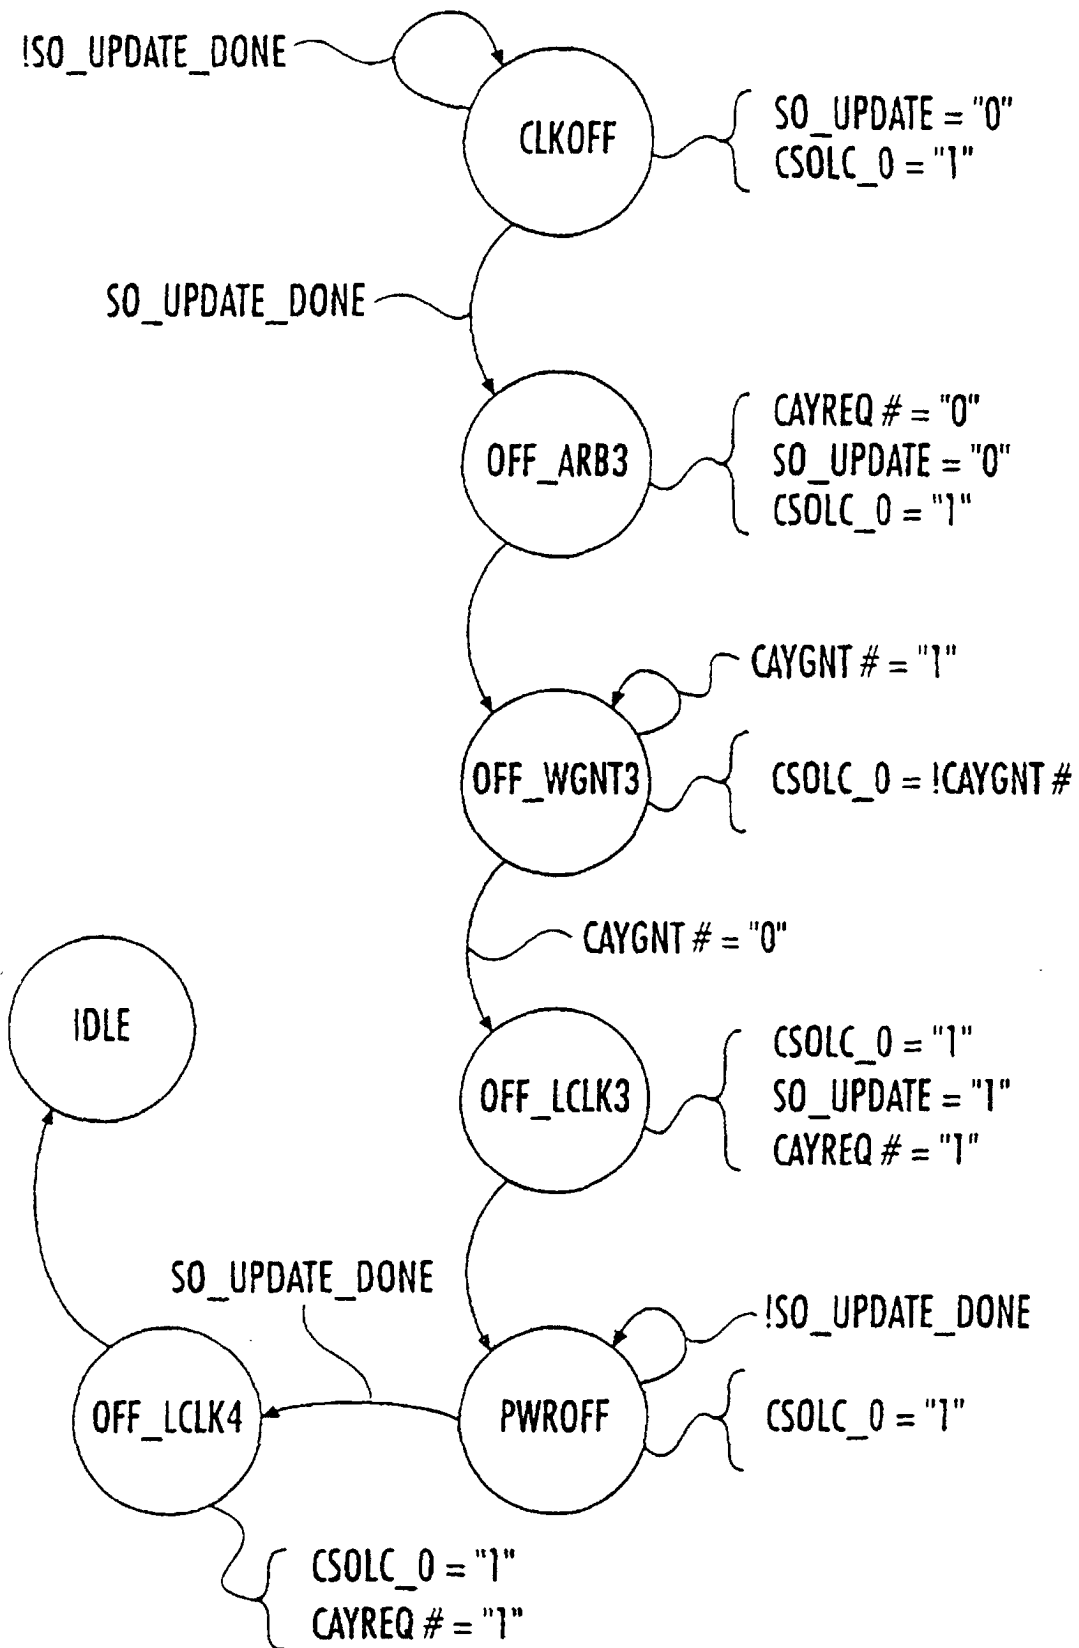 !SO_UPDATE_DONE
CLKOFF
SO_UPDATE = "0"
CSOLC_0 = "1"
SO_UPDATE_DONE
OFF_ARB3
CAYREQ # = "0"
SO_UPDATE = "0"
CSOLC_0 = "1"
CAYGNT # = "1"
OFF_WGNT3
CSOLC_0 = !CAYGNT #
CAYGNT # = "0"
IDLE
OFF_LCLK3
CSOLC_0 = "1"
SO_UPDATE = "1"
CAYREQ # = "1"
SO_UPDATE_DONE
!SO_UPDATE_DONE
OFF_LCLK4
PWROFF
CSOLC_0 = "1"
CSOLC_0 = "1"
CAYREQ # = "1"